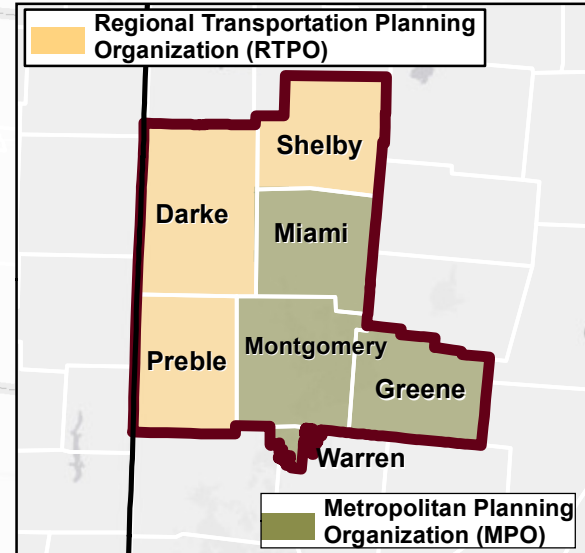 Regional Transportation Planning
Organization (RTPO)
Shelby
Darke
Miami
Montgomery
Preble
Greene
Warren
Metropolitan Planning
Organization (MPO)